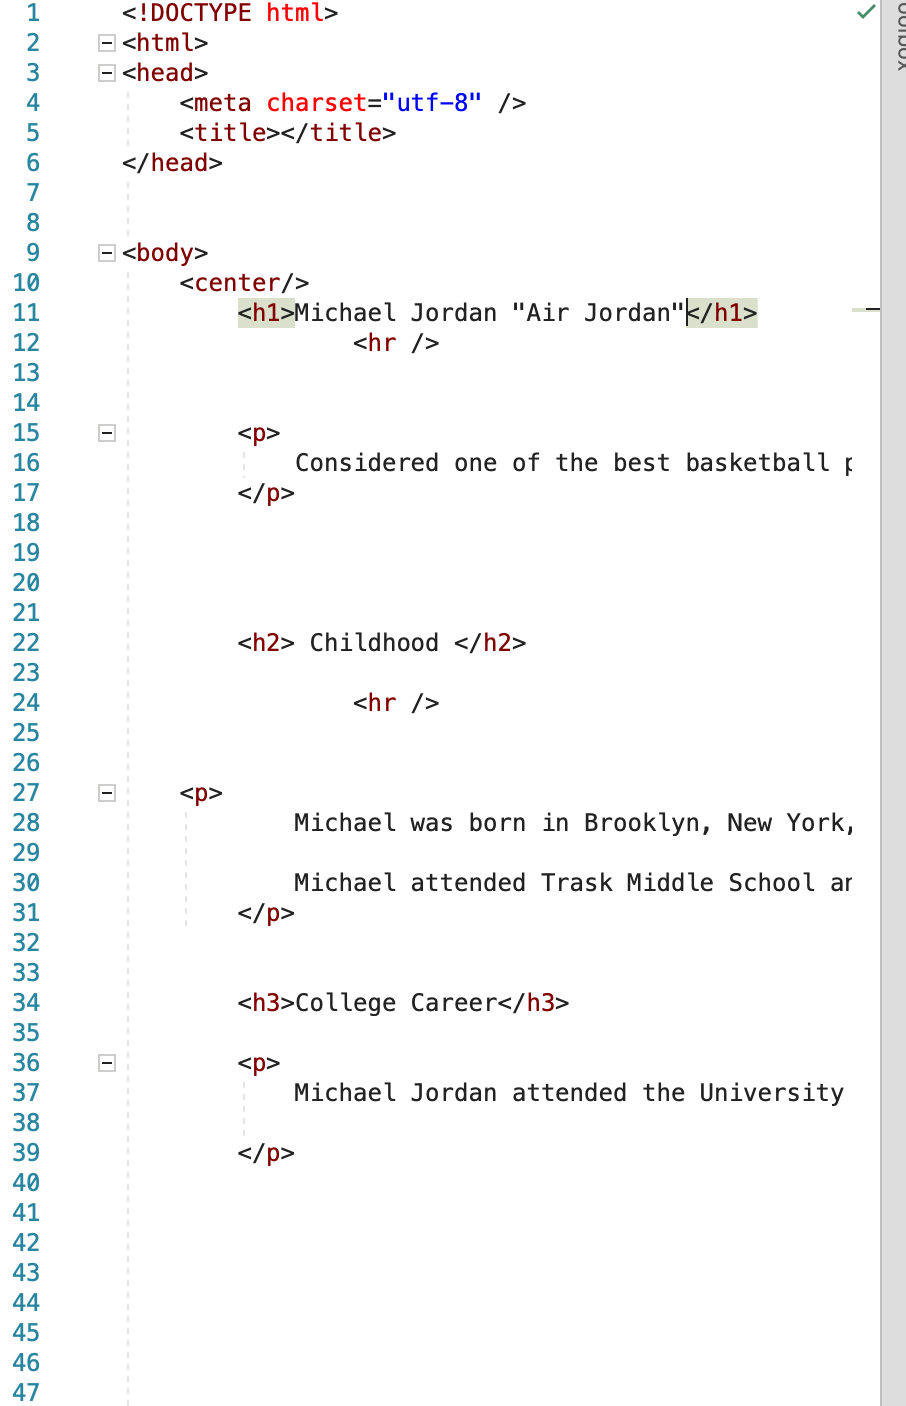 1 <!DOCTYPE html>
2 <html>
3 <head>
4 <meta charset="utf-8" />
5 <title></title>
6 </head>
7
8
9 <body>
10 <center/>
11 <h1>Michael Jordan "Air Jordan"</h1>
12 <hr />
13
14
15 <p>
16 Considered one of the best basketball
17 </p>
18
19
20
21
22 <h2> Childhood </h2>
23
24 <hr />
25
26
27 <p>
28 Michael was born in Brooklyn, New York,
29
30 Michael attended Trask Middle School
31 </p>
32
33
34 <h3>College Career</h3>
35
36 <p>
37 Michael Jordan attended the University
38
39 </p>
40
41
42
43
44
45
46
47